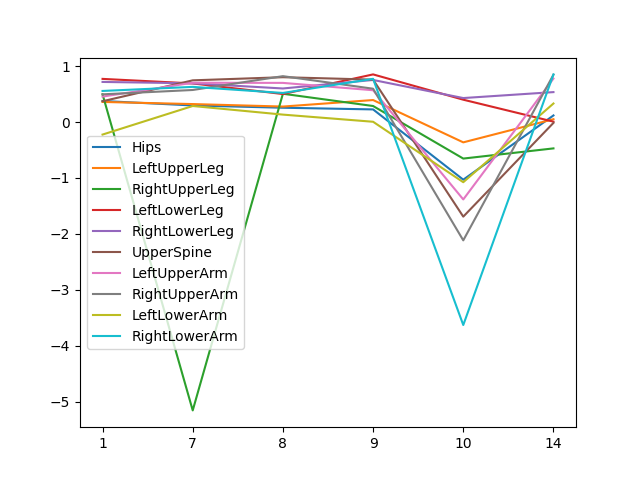 1
0
−1
−2
−3
−4
−5
Hips
LeftUpperLeg
RightUpperLeg
LeftLowerLeg
RightLowerLeg
UpperSpine
LeftUpperArm
RightUpperArm
LeftLowerArm
RightLowerArm
1 7 8 9 10 14